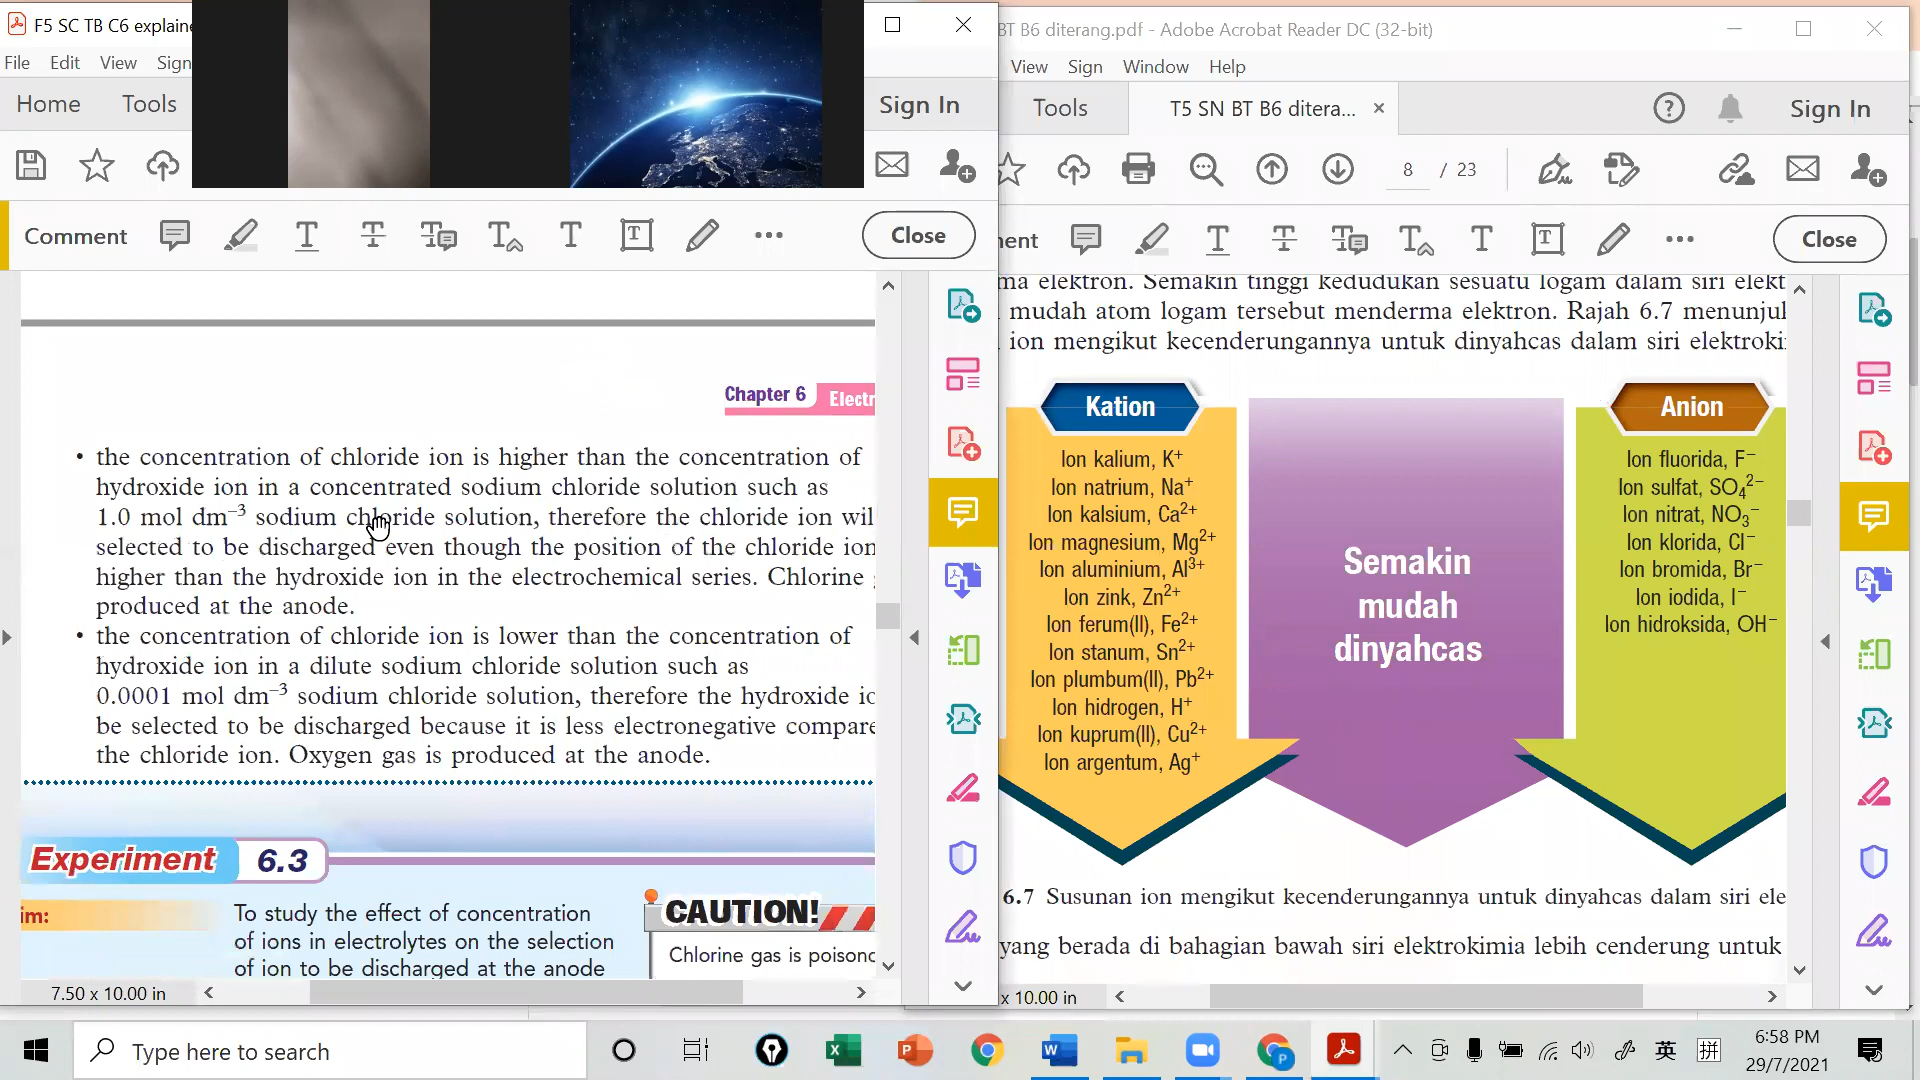 F5 SC TB C6 explaine
File Edit View Sign
Home Tools
Sign In
Comment
Close
Chapter 6 Electr
• the concentration of chloride ion is higher than the concentration of
hydroxide ion in a concentrated sodium chloride solution such as
1.0 mol dm⁻³ sodium chloride solution, therefore the chloride ion wil
selected to be discharged even though the position of the chloride ion
higher than the hydroxide ion in the electrochemical series. Chlorine
produced at the anode.
• the concentration of chloride ion is lower than the concentration of
hydroxide ion in a dilute sodium chloride solution such as
0.0001 mol dm⁻³ sodium chloride solution, therefore the hydroxide io
be selected to be discharged because it is less electronegative compare
the chloride ion. Oxygen gas is produced at the anode.
Experiment 6.3
im:
To study the effect of concentration
of ions in electrolytes on the selection
of ion to be discharged at the anode
CAUTION!
Chlorine gas is poisono
7.50 x 10.00 in
BT B6 diterang.pdf - Adobe Acrobat Reader DC (32-bit)
View Sign Window Help
Tools
T5 SN BT B6 ditera... ×
Sign In
8 / 23
ent
Close
ma elektron. Semakin tinggi kedudukan sesuatu logam dalam siri elekt
mudah atom logam tersebut menderma elektron. Rajah 6.7 menunjuk
ion mengikut kecenderungannya untuk dinyahcas dalam siri elektroki
Kation
Ion kalium, K⁺
Ion natrium, Na⁺
Ion kalsium, Ca²⁺
Ion magnesium, Mg²⁺
Ion aluminium, Al³⁺
Ion zink, Zn²⁺
Ion ferum(II), Fe²⁺
Ion stanum, Sn²⁺
Ion plumbum(II), Pb²⁺
Ion hidrogen, H⁺
Ion kuprum(II), Cu²⁺
Ion argentum, Ag⁺
Semakin
mudah
dinyahcas
Anion
Ion fluorida, F⁻
Ion sulfat, SO₄²⁻
Ion nitrat, NO₃⁻
Ion klorida, Cl⁻
Ion bromida, Br⁻
Ion iodida, I⁻
Ion hidroksida, OH⁻
6.7 Susunan ion mengikut kecenderungannya untuk dinyahcas dalam siri ele
yang berada di bahagian bawah siri elektrokimia lebih cenderung untuk
x 10.00 in
Type here to search
英 拼
6:58 PM
29/7/2021